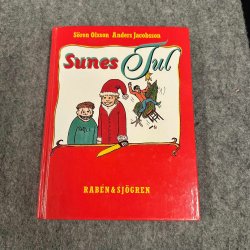 Sören Olsson Anders Jacobsson
Sunes Jul
RABÉN & SJÖGREN